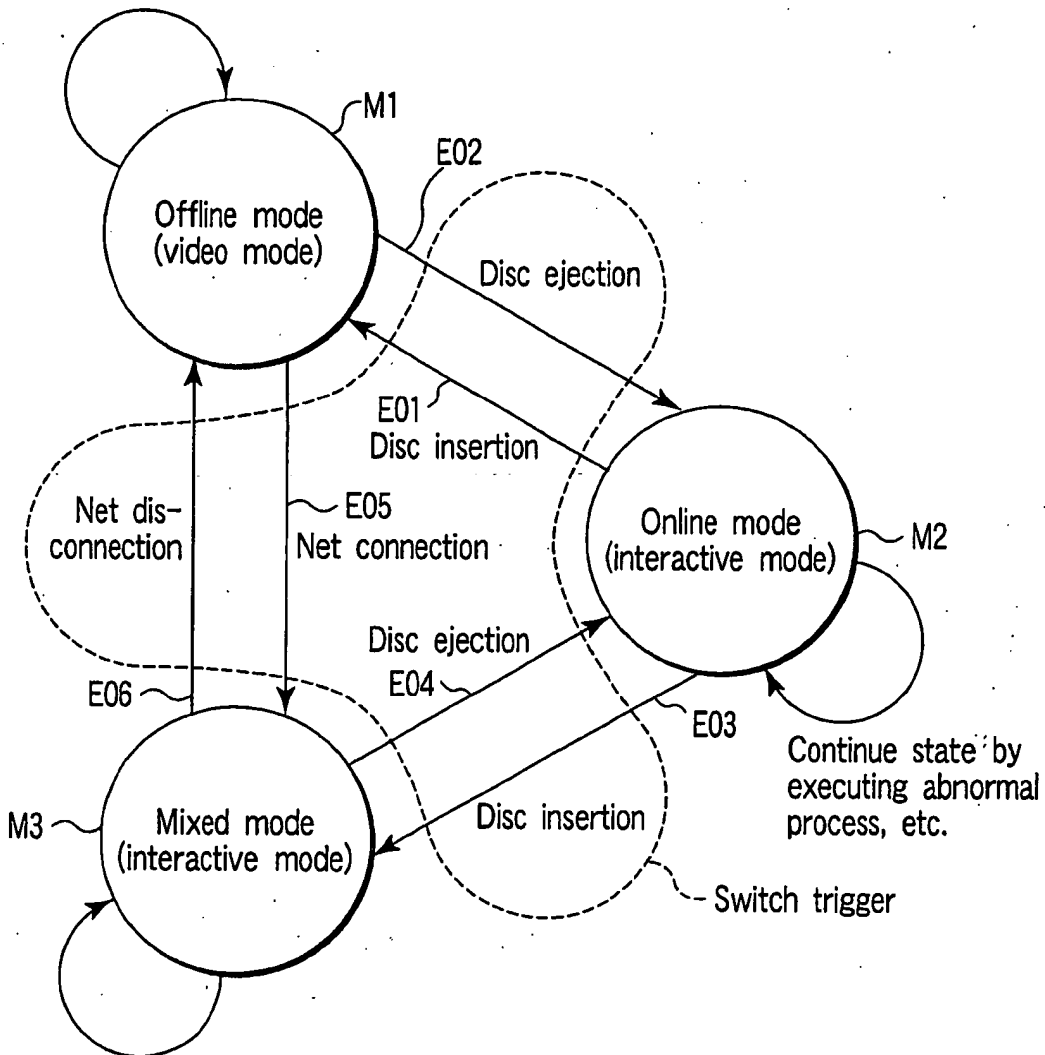 M1
E02
Offline mode
(video mode)
Disc ejection
E01
Disc insertion
Net dis-
connection
E05
Net connection
Online mode
(interactive mode)
M2
Disc ejection
E04
E06
E03
Continue state by
executing abnormal
process, etc.
M3
Mixed mode
(interactive mode)
Disc insertion
Switch trigger